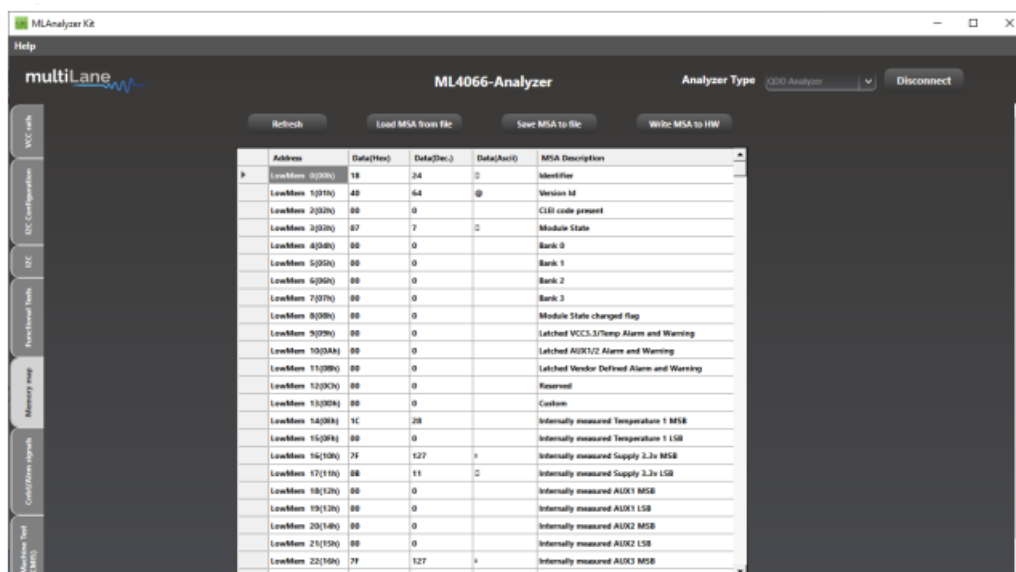 MLAnalyzer Kit
Help
multiLane
ML4066-Analyzer
Analyzer Type
QDD Analyzer
Disconnect
Refresh
Load MSA from file
Save MSA to file
Write MSA to HW
VCC rails
I2C Configuration
I2C
Functional Tests
Memory map
Cntrl/Alrm signals
Machine Test
(CMIS)
Address Data(Hex) Data(Dec.) Data(Ascii) MSA Description
LowMem 0(00h) 18 24 Identifier
LowMem 1(01h) 40 64 @ Version Id
LowMem 2(02h) 00 0 CLEI code present
LowMem 3(03h) 07 7 Module State
LowMem 4(04h) 00 0 Bank 0
LowMem 5(05h) 00 0 Bank 1
LowMem 6(06h) 00 0 Bank 2
LowMem 7(07h) 00 0 Bank 3
LowMem 8(08h) 00 0 Module State changed flag
LowMem 9(09h) 00 0 Latched VCC3.3/Temp Alarm and Warning
LowMem 10(0Ah) 00 0 Latched AUX1/2 Alarm and Warning
LowMem 11(0Bh) 00 0 Latched Vendor Defined Alarm and Warning
LowMem 12(0Ch) 00 0 Reserved
LowMem 13(0Dh) 00 0 Custom
LowMem 14(0Eh) 1C 28 Internally measured Temperature 1 MSB
LowMem 15(0Fh) 00 0 Internally measured Temperature 1 LSB
LowMem 16(10h) 7F 127 Internally measured Supply 3.3v MSB
LowMem 17(11h) 0B 11 Internally measured Supply 3.3v LSB
LowMem 18(12h) 00 0 Internally measured AUX1 MSB
LowMem 19(13h) 00 0 Internally measured AUX1 LSB
LowMem 20(14h) 00 0 Internally measured AUX2 MSB
LowMem 21(15h) 00 0 Internally measured AUX2 LSB
LowMem 22(16h) 7F 127 Internally measured AUX3 MSB